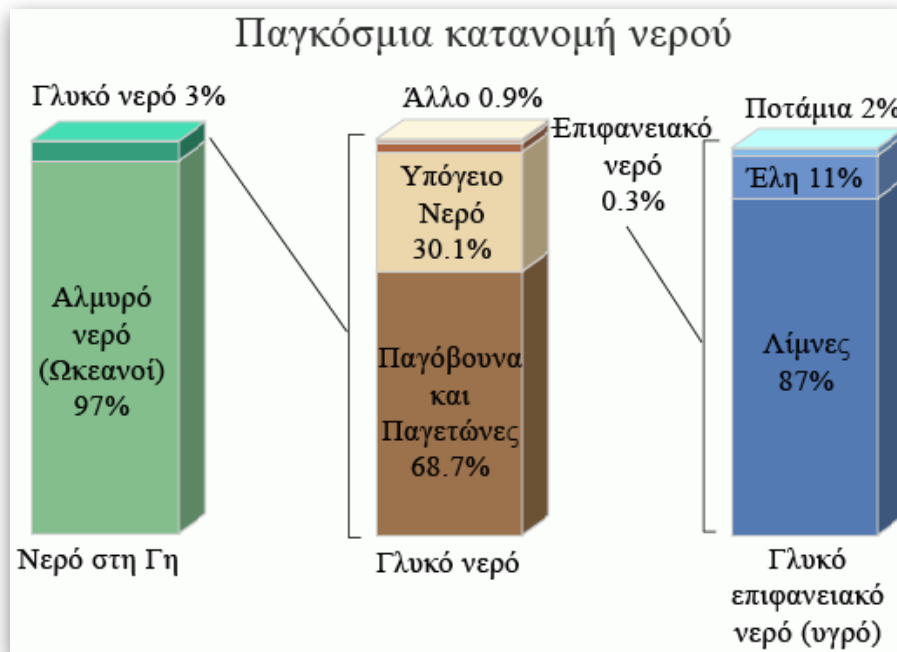 Παγκόσμια κατανομή νερού
Γλυκό νερό 3%
Αλμυρό
νερό
(Ωκεανοί)
97%
Νερό στη Γη
Άλλο 0.9%
Επιφανειακό
νερό
0.3%
Υπόγειο
Νερό
30.1%
Παγόβουνα
και
Παγετώνες
68.7%
Γλυκό νερό
Ποτάμια 2%
Έλη 11%
Λίμνες
87%
Γλυκό
επιφανειακό
νερό (υγρό)